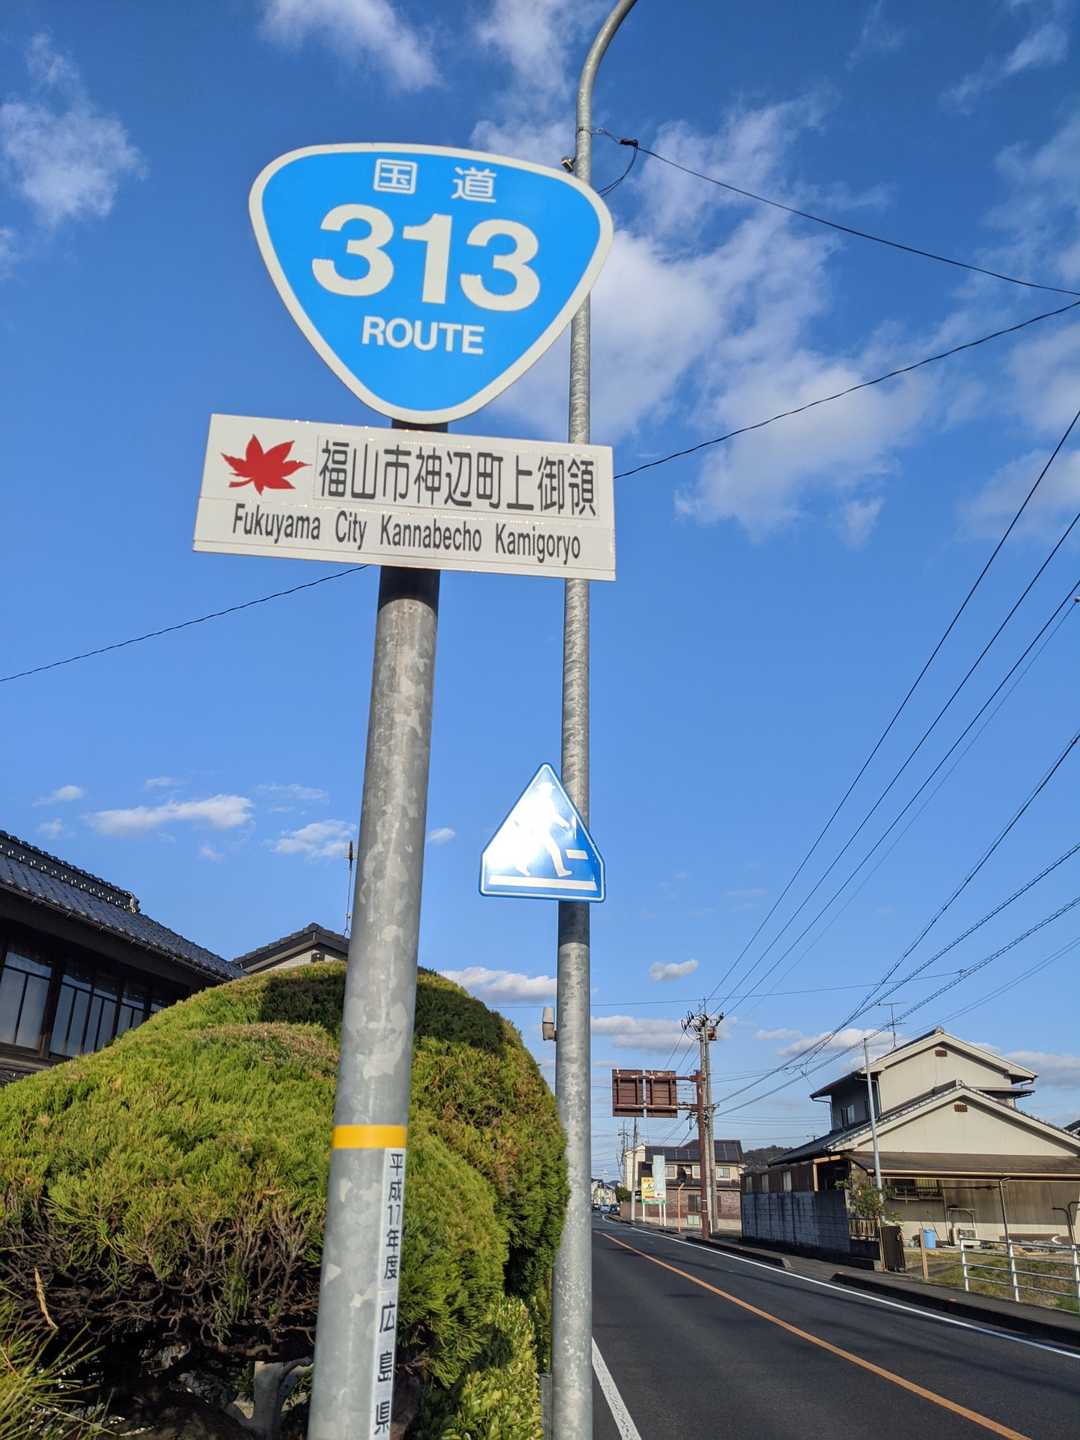 国道
313
ROUTE
福山市神辺町上御領
Fukuyama City Kannabecho Kamigoryo
平成17年度 広島県